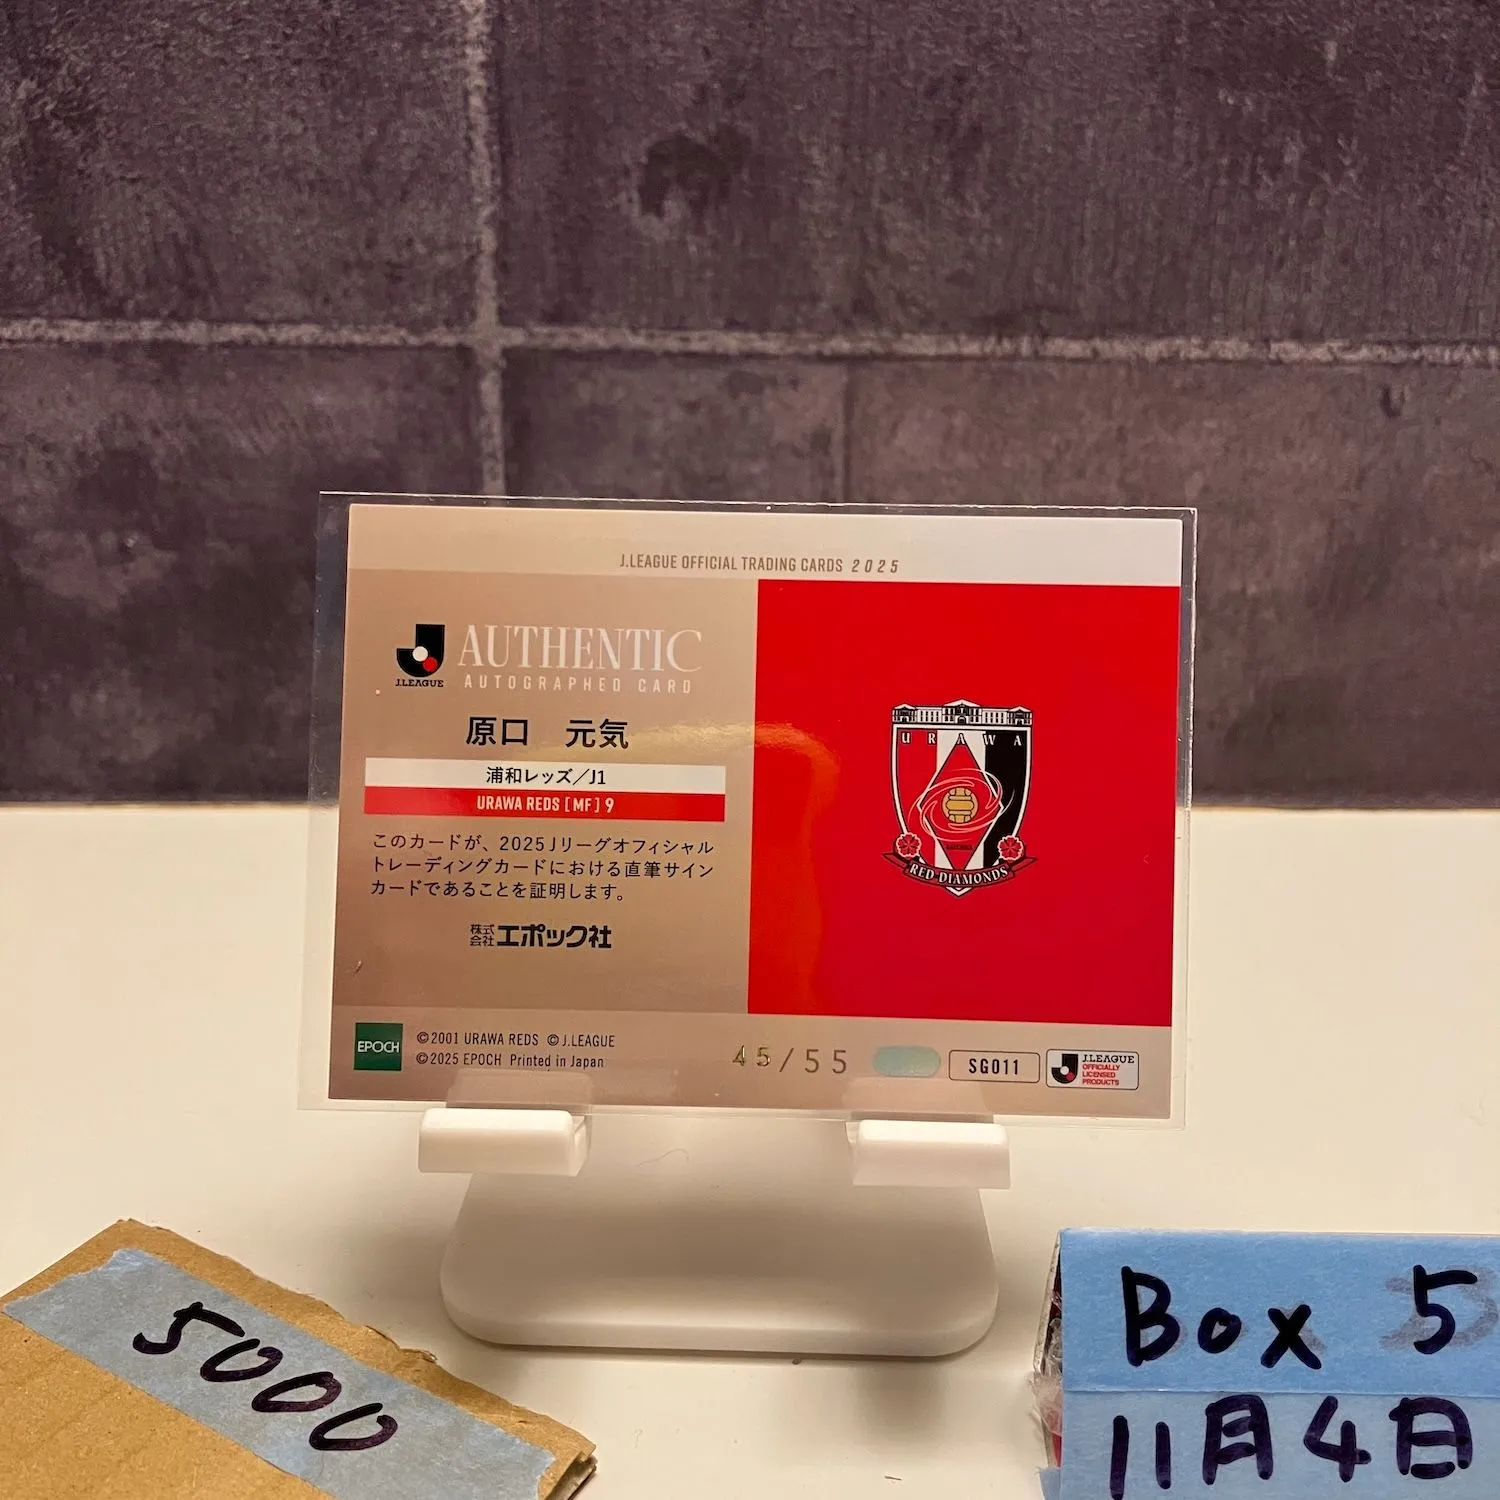 J.LEAGUE OFFICIAL TRADING CARDS 2025
J.LEAGUE
AUTHENTIC
AUTOGRAPHED CARD
原口 元気
浦和レッズ/J1
URAWA REDS [MF] 9
このカードが、2025Jリーグオフィシャル
トレーディングカードにおける直筆サイン
カードであることを証明します。
株式会社エポック社
URAWA
RED DIAMONDS
EPOCH
©2001 URAWA REDS ©J.LEAGUE
©2025 EPOCH Printed in Japan
45/55
SG011
J.LEAGUE
OFFICIALLY
LICENSED
PRODUCTS
5000
Box 5
11月4日